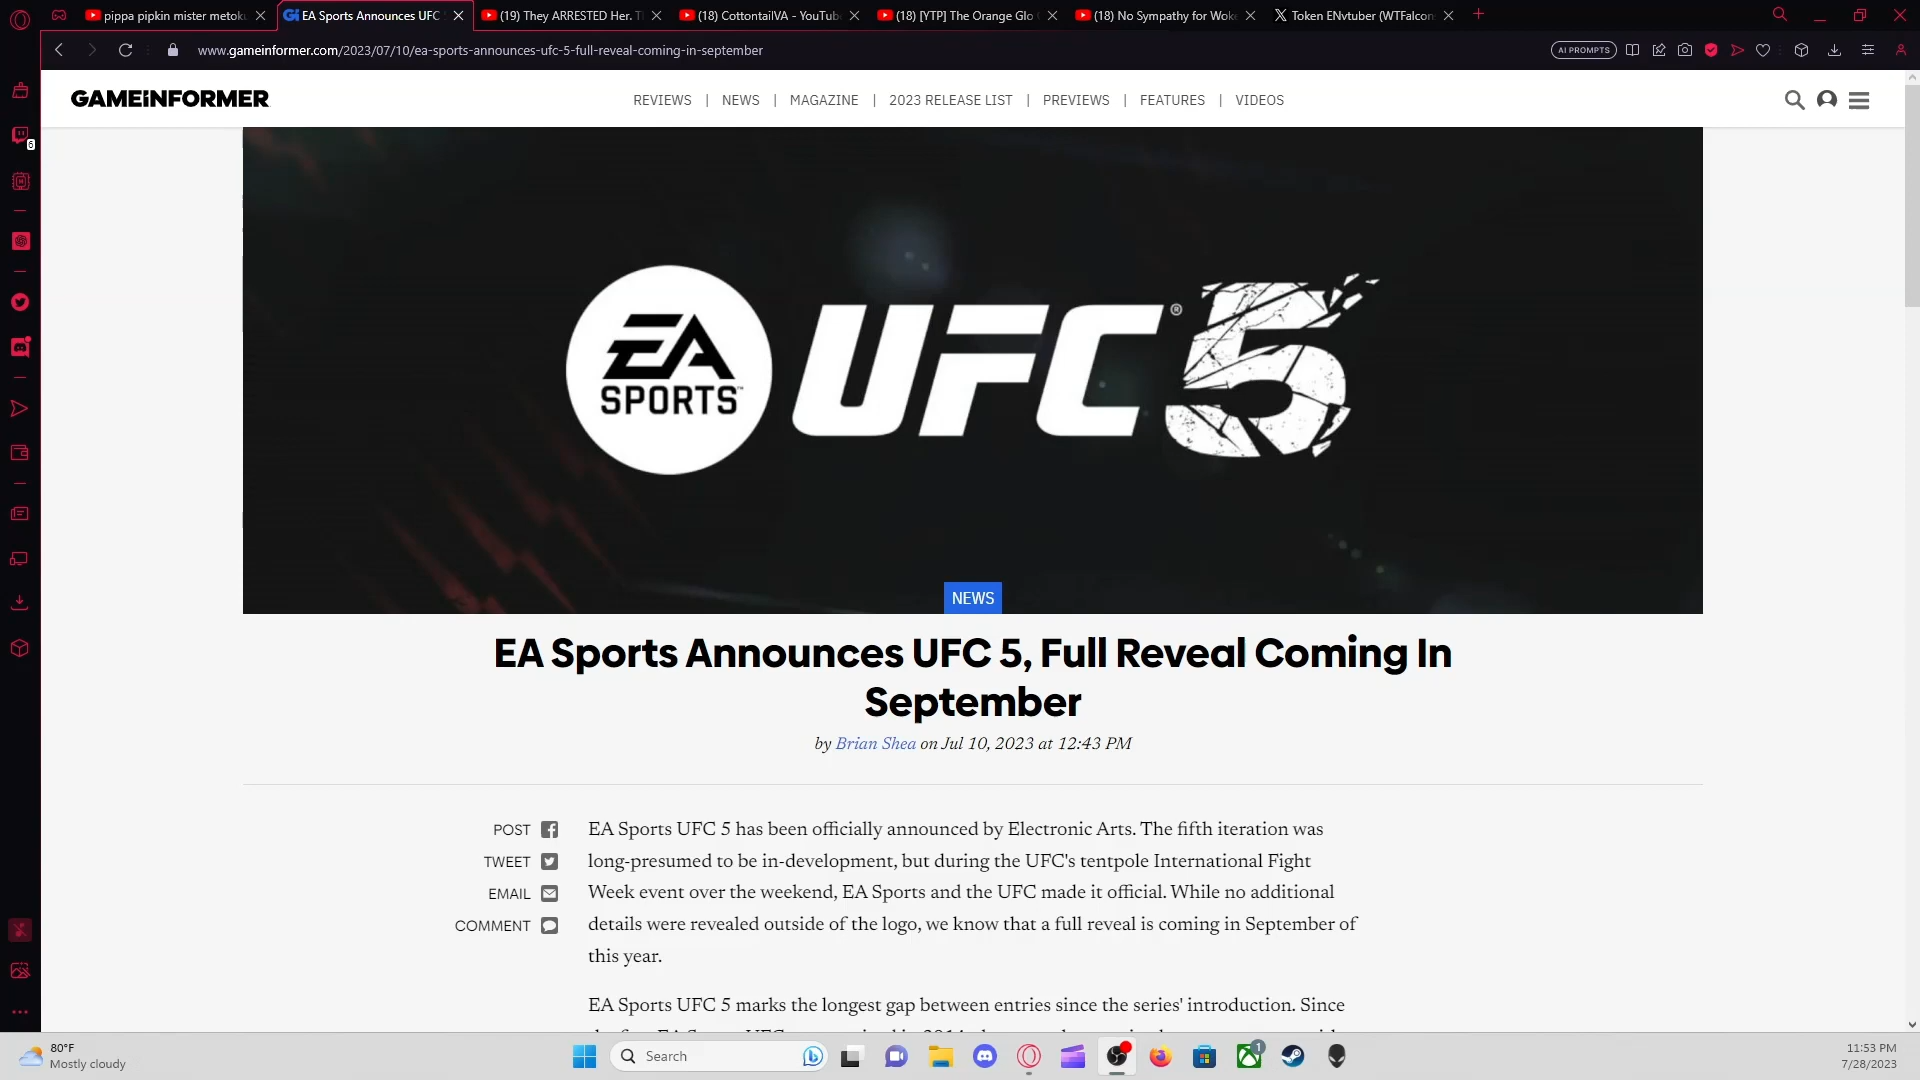 pippa pipkin mister metok
EA Sports Announces UFC
(19) They ARRESTED Her. T
(18) CottontailVA - YouTub
(18) [YTP] The Orange Glo
(18) No Sympathy for Wok
Token ENvtuber (WTFalcon
www.gameinformer.com/2023/07/10/ea-sports-announces-ufc-5-full-reveal-coming-in-september
AI PROMPTS
GAMEINFORMER
REVIEWS | NEWS | MAGAZINE | 2023 RELEASE LIST | PREVIEWS | FEATURES | VIDEOS
6
EA SPORTS™ UFC® 5
NEWS
EA Sports Announces UFC 5, Full Reveal Coming In
September
by Brian Shea on Jul 10, 2023 at 12:43 PM
POST
TWEET
EMAIL
COMMENT
EA Sports UFC 5 has been officially announced by Electronic Arts. The fifth iteration was
long-presumed to be in-development, but during the UFC's tentpole International Fight
Week event over the weekend, EA Sports and the UFC made it official. While no additional
details were revealed outside of the logo, we know that a full reveal is coming in September of
this year.
EA Sports UFC 5 marks the longest gap between entries since the series' introduction. Since
80°F
Mostly cloudy
Search
1
11:53 PM
7/28/2023